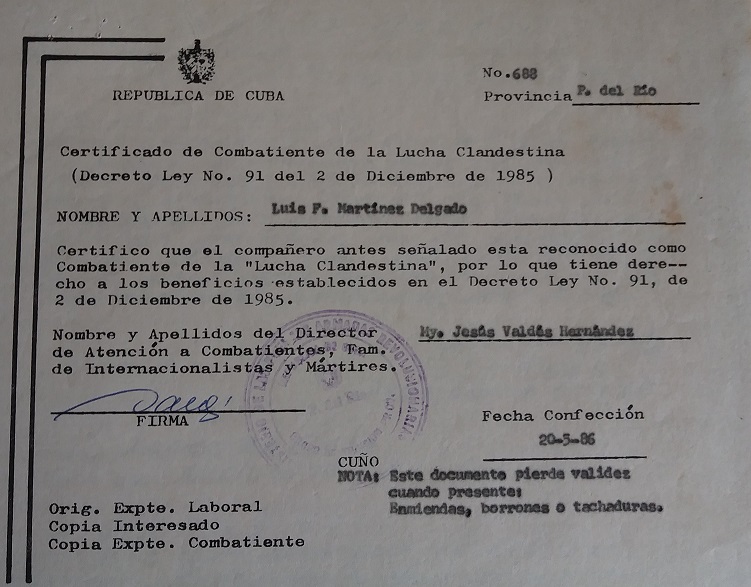 No.688
REPUBLICA DE CUBA
Provincia P. del Río
Certificado de Combatiente de la Lucha Clandestina
(Decreto Ley No. 91 del 2 de Diciembre de 1985 )
NOMBRE Y APELLIDOS: Luis F. Martínez Delgado
Certifico que el compañero antes señalado esta reconocido como
Combatiente de la "Lucha Clandestina", por lo que tiene dere--
cho a los beneficios establecidos en el Decreto Ley No. 91, de
2 de Diciembre de 1985.
Nombre y Apellidos del Director My. Jesús Valdés Hernández
de Atención a Combatientes, Fam.
de Internacionalistas y Mártires.
FIRMA
Fecha Confección
20-5-86
CUÑO
NOTA: Este documento pierde validez
cuando presente:
Enmiendas, borrones o tachaduras.
Orig. Expte. Laboral
Copia Interesado
Copia Expte. Combatiente